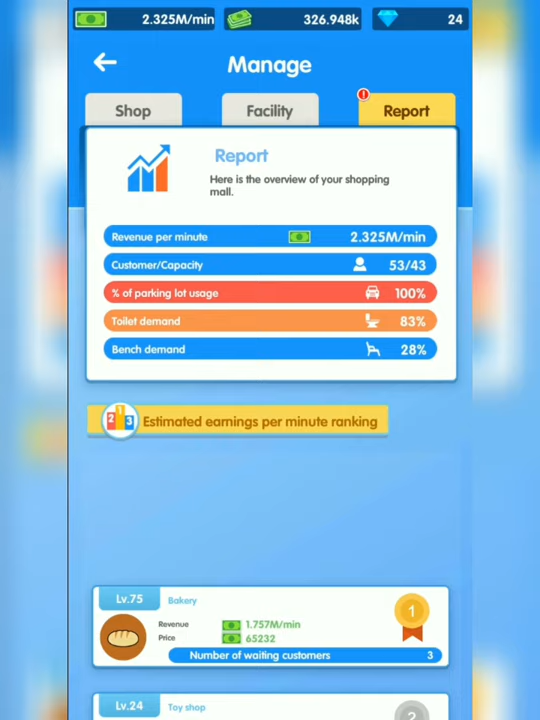 2.325M/min 326.948k 24
Manage
Shop Facility Report
Report
Here is the overview of your shopping
mall.
Revenue per minute 2.325M/min
Customer/Capacity 53/43
% of parking lot usage 100%
Toilet demand 83%
Bench demand 28%
2 1 3 Estimated earnings per minute ranking
Lv.75 Bakery
Revenue 1.757M/min
Price 65232
1
Number of waiting customers 3
Lv.24 Toy shop
2